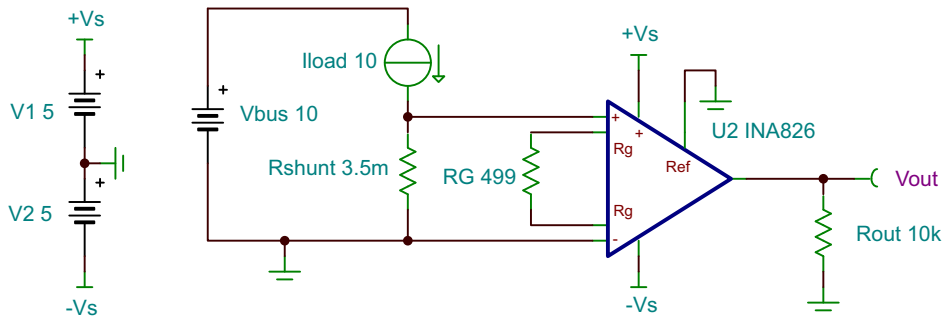 +Vs
V1 5
+
V2 5
+
-Vs
Vbus 10
+
Iload 10
Rshunt 3.5m
RG 499
+Vs
+
+
Rg
Rg
-
Ref
U2 INA826
-Vs
Vout
Rout 10k